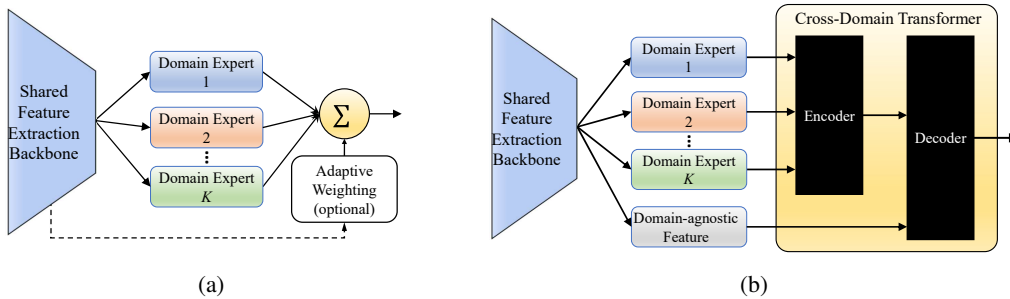 Shared
Feature
Extraction
Backbone
Domain Expert
1
Domain Expert
2
Domain Expert
K
Σ
Adaptive
Weighting
(optional)
(a)
Shared
Feature
Extraction
Backbone
Domain Expert
1
Domain Expert
2
Domain Expert
K
Domain-agnostic
Feature
Cross-Domain Transformer
Encoder
Decoder
(b)